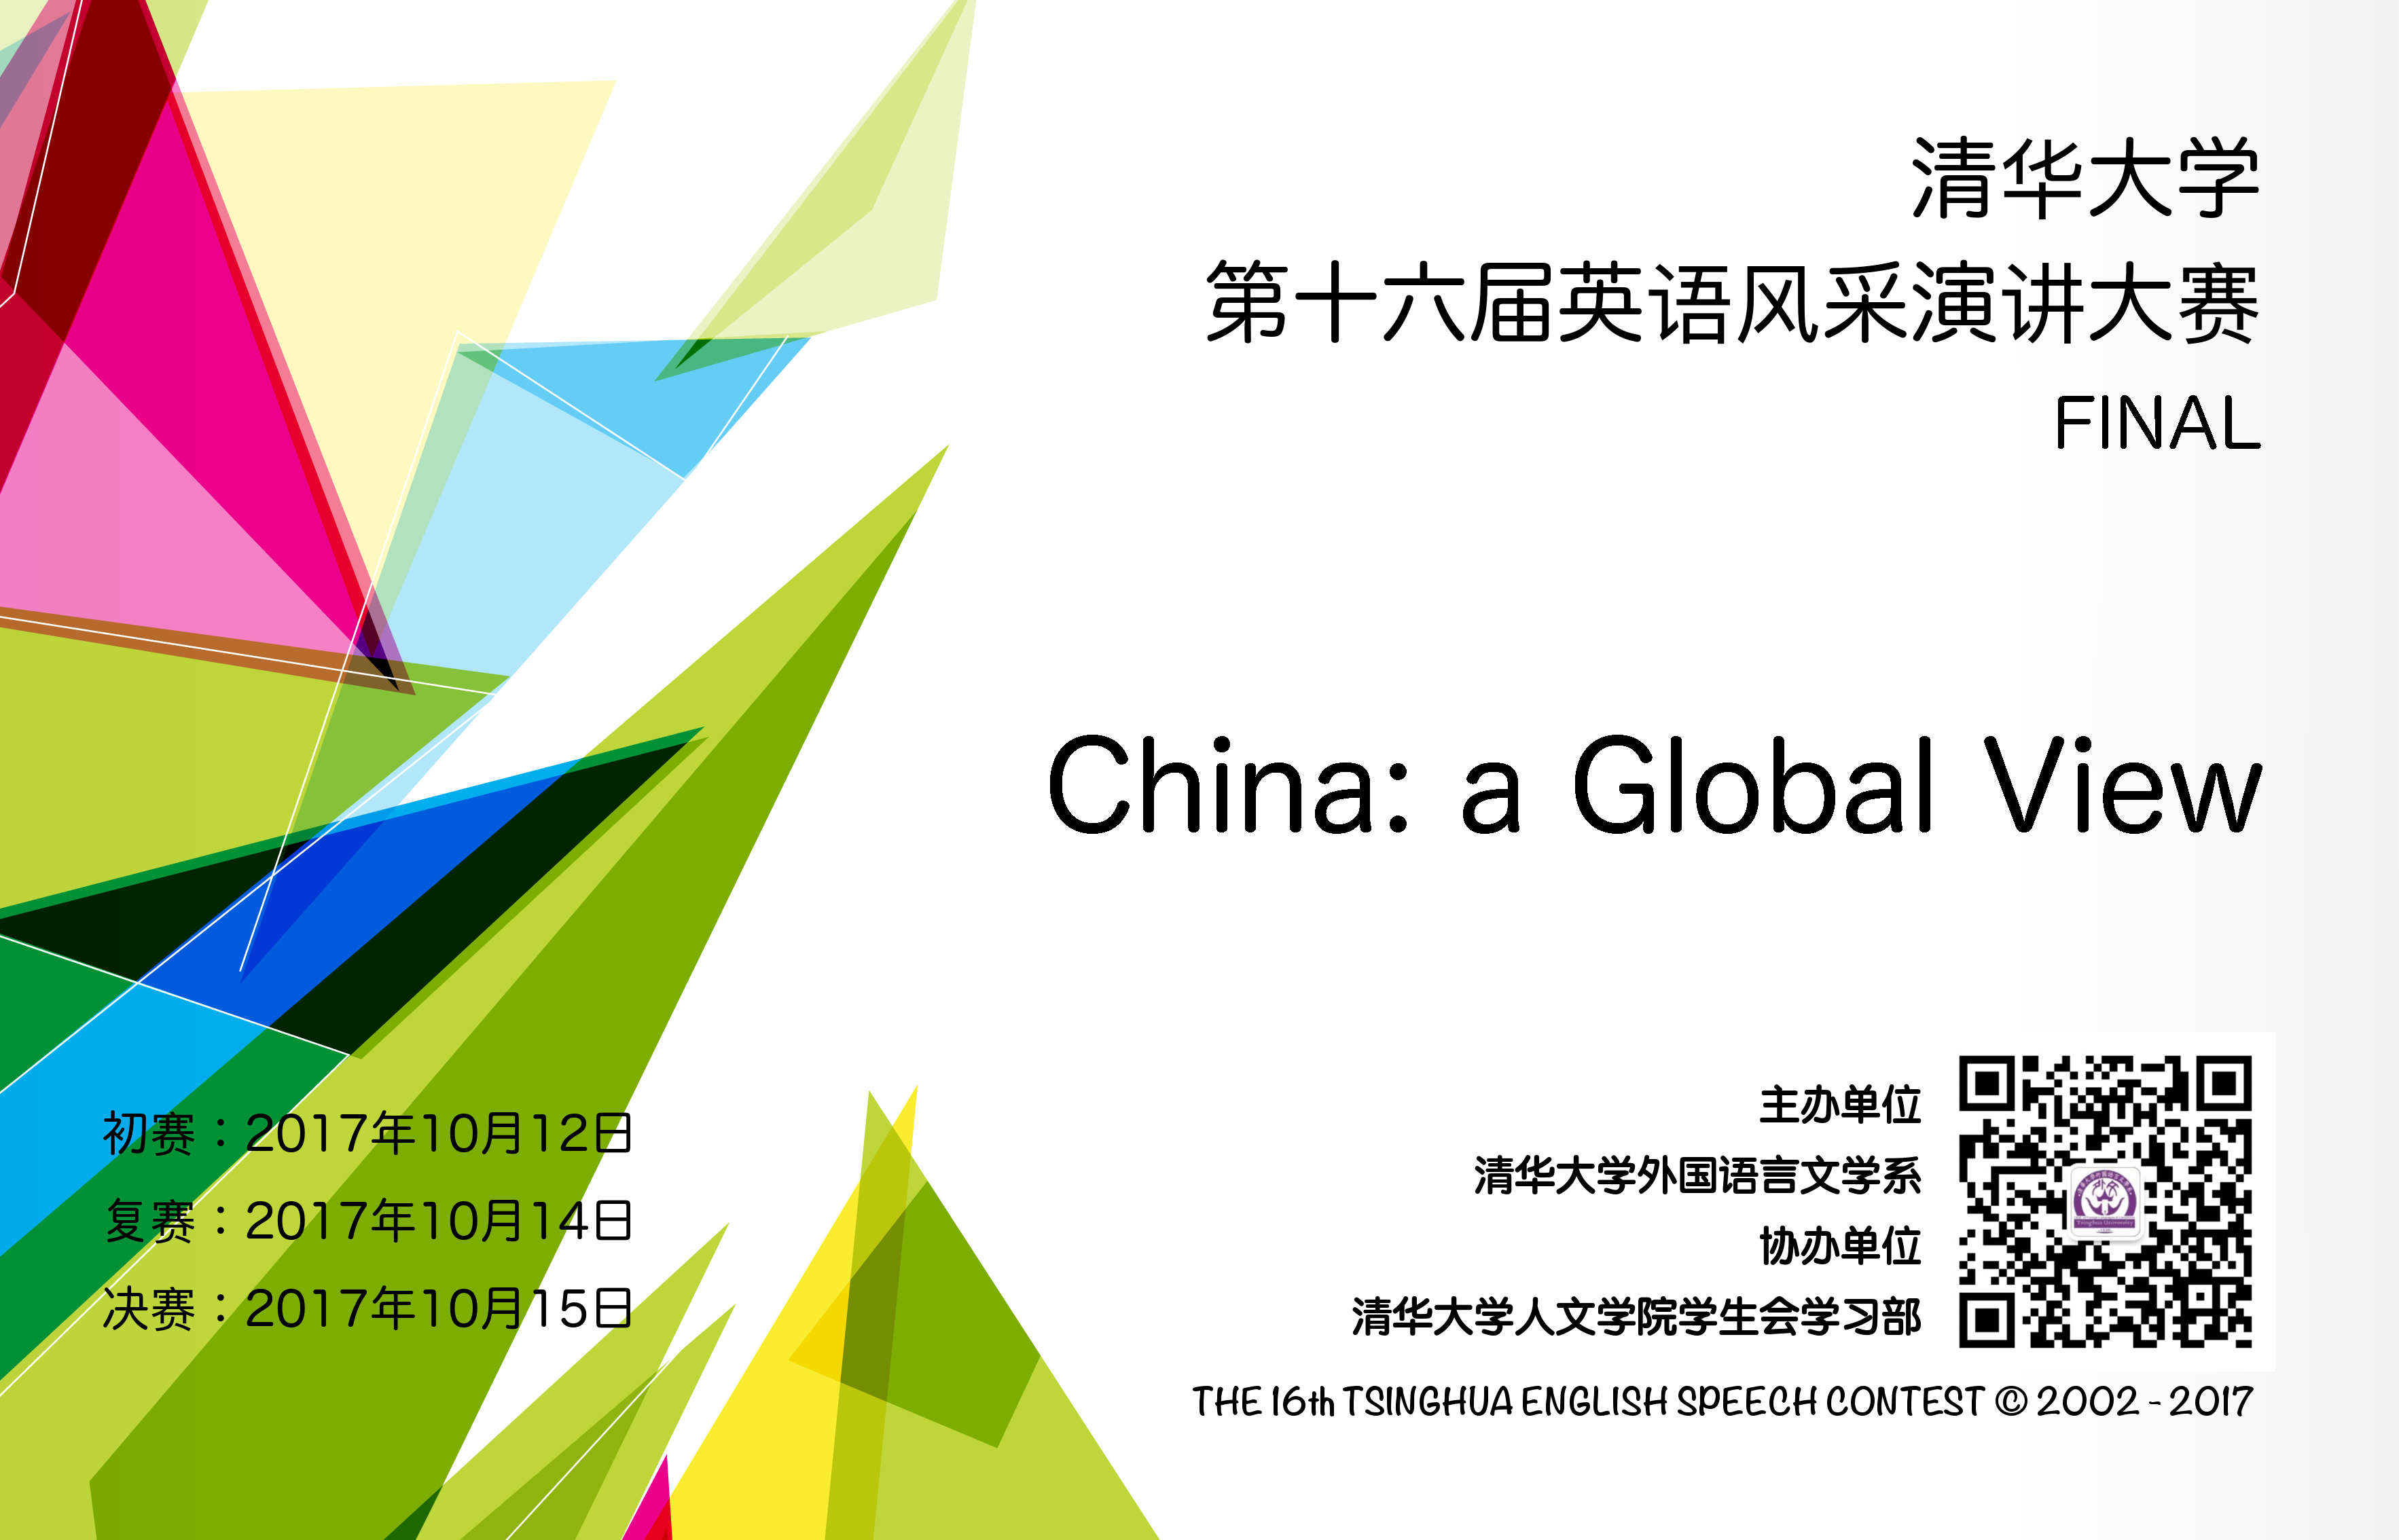 清华大学
第十六届英语风采演讲大赛
FINAL
China: a Global View
初赛：2017年10月12日
复赛：2017年10月14日
决赛：2017年10月15日
主办单位
清华大学外国语言文学系
协办单位
清华大学人文学院学生会学习部
THE 16th TSINGHUA ENGLISH SPEECH CONTEST © 2002 - 2017